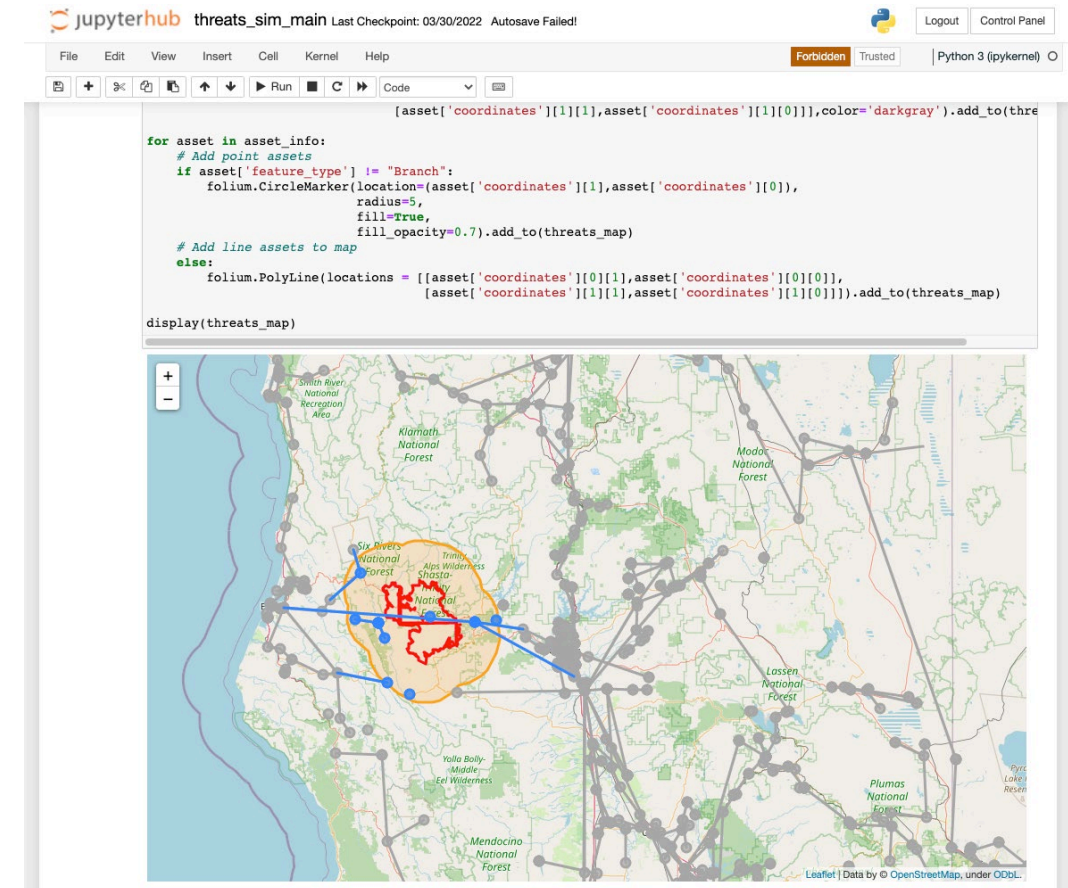 jupyterhub threats_sim_main Last Checkpoint: 03/30/2022 Autosave Failed! Logout Control Panel
File Edit View Insert Cell Kernel Help Forbidden Trusted Python 3 (ipykernel)
Run Code
[asset['coordinates'][1][1],asset['coordinates'][1][0]]],color='darkgray').add_to(thre
for asset in asset_info:
# Add point assets
if asset['feature_type'] != "Branch":
folium.CircleMarker(location=(asset['coordinates'][1],asset['coordinates'][0]),
radius=5,
fill=True,
fill_opacity=0.7).add_to(threats_map)
# Add line assets to map
else:
folium.PolyLine(locations = [[asset['coordinates'][0][1],asset['coordinates'][0][0]],
[asset['coordinates'][1][1],asset['coordinates'][1][0]]]).add_to(threats_map)
display(threats_map)
+
−
Smith River
National
Recreation
Area
Klamath
National
Forest
Modoc
National
Forest
Six Rivers
National
Forest
Trinity
Alps Wilderness
Shasta-
Trinity
National
Forest
Lassen
National
Forest
Yolla Bolly-
Middle
Eel Wilderness
Plumas
National
Forest
Mendocino
National
Forest
Leaflet | Data by © OpenStreetMap, under ODbL.